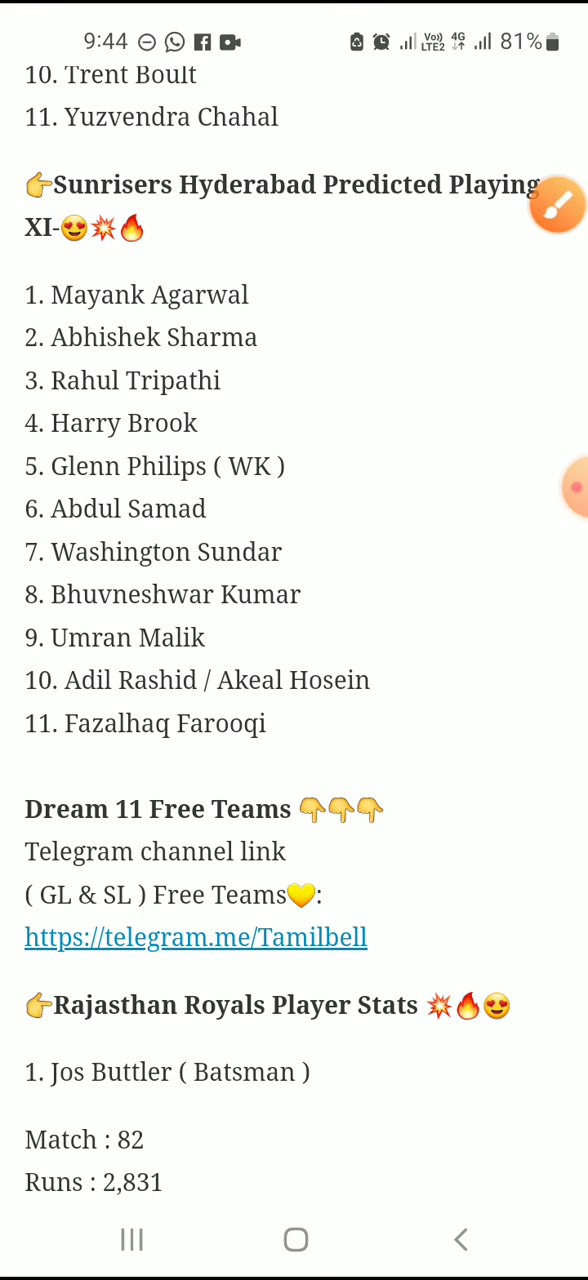 9:44 Vo)) LTE2 4G 81%
10. Trent Boult
11. Yuzvendra Chahal
👉Sunrisers Hyderabad Predicted Playing
XI-😍💥🔥
1. Mayank Agarwal
2. Abhishek Sharma
3. Rahul Tripathi
4. Harry Brook
5. Glenn Philips ( WK )
6. Abdul Samad
7. Washington Sundar
8. Bhuvneshwar Kumar
9. Umran Malik
10. Adil Rashid / Akeal Hosein
11. Fazalhaq Farooqi
Dream 11 Free Teams 👇👇👇
Telegram channel link
( GL & SL ) Free Teams💛:
https://telegram.me/Tamilbell
👉Rajasthan Royals Player Stats 💥🔥😍
1. Jos Buttler ( Batsman )
Match : 82
Runs : 2,831